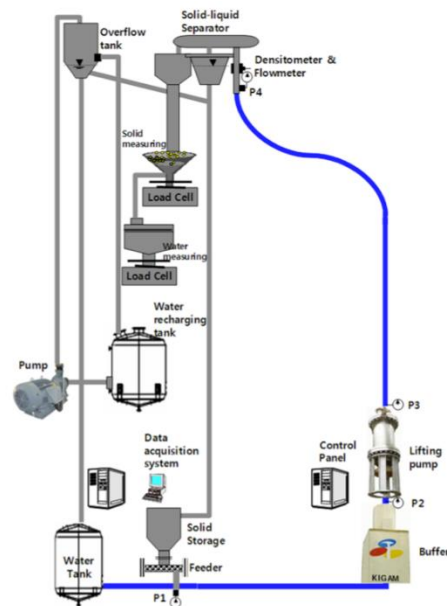 Solid-liquid
Separator
Overflow
tank
Densitometer &
Flowmeter
P4
Solid
measuring
Load Cell
Water
measuring
Load Cell
Water
recharging
tank
Pump
P3
Data
acquisition
system
Control
Panel
Lifting
pump
P2
Solid
Storage
Water
Tank
Feeder
Buffer
P1
KIGAM